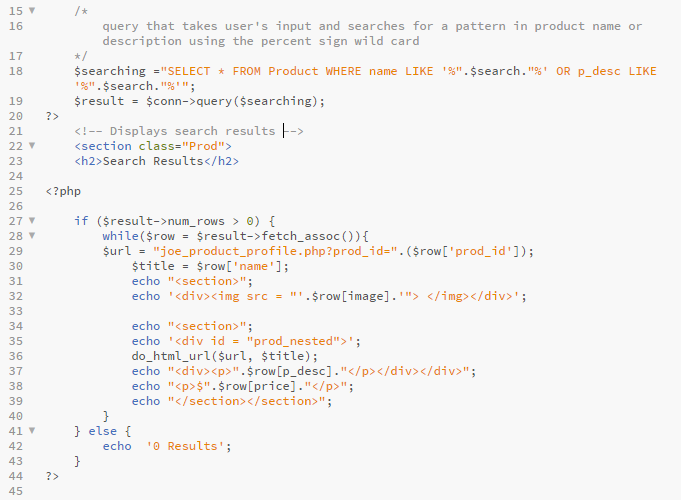 15 /*
16 query that takes user's input and searches for a pattern in product name or
description using the percent sign wild card
17 */
18 $searching ="SELECT * FROM Product WHERE name LIKE '%".$search."%' OR p_desc LIKE
'%".$search."%'";
19 $result = $conn->query($searching);
20 ?>
21 <!-- Displays search results -->
22 <section class="Prod">
23 <h2>Search Results</h2>
24
25 <?php
26
27 if ($result->num_rows > 0) {
28 while($row = $result->fetch_assoc()){
29 $url = "joe_product_profile.php?prod_id=".($row['prod_id']);
30 $title = $row['name'];
31 echo "<section>";
32 echo '<div><img src = "'.$row[image].'"> </img></div>';
33
34 echo "<section>";
35 echo '<div id = "prod_nested">';
36 do_html_url($url, $title);
37 echo "<div><p>".$row[p_desc]."</p></div></div>";
38 echo "<p>$".$row[price]."</p>";
39 echo "</section></section>";
40 }
41 } else {
42 echo  '0 Results';
43 }
44 ?>
45